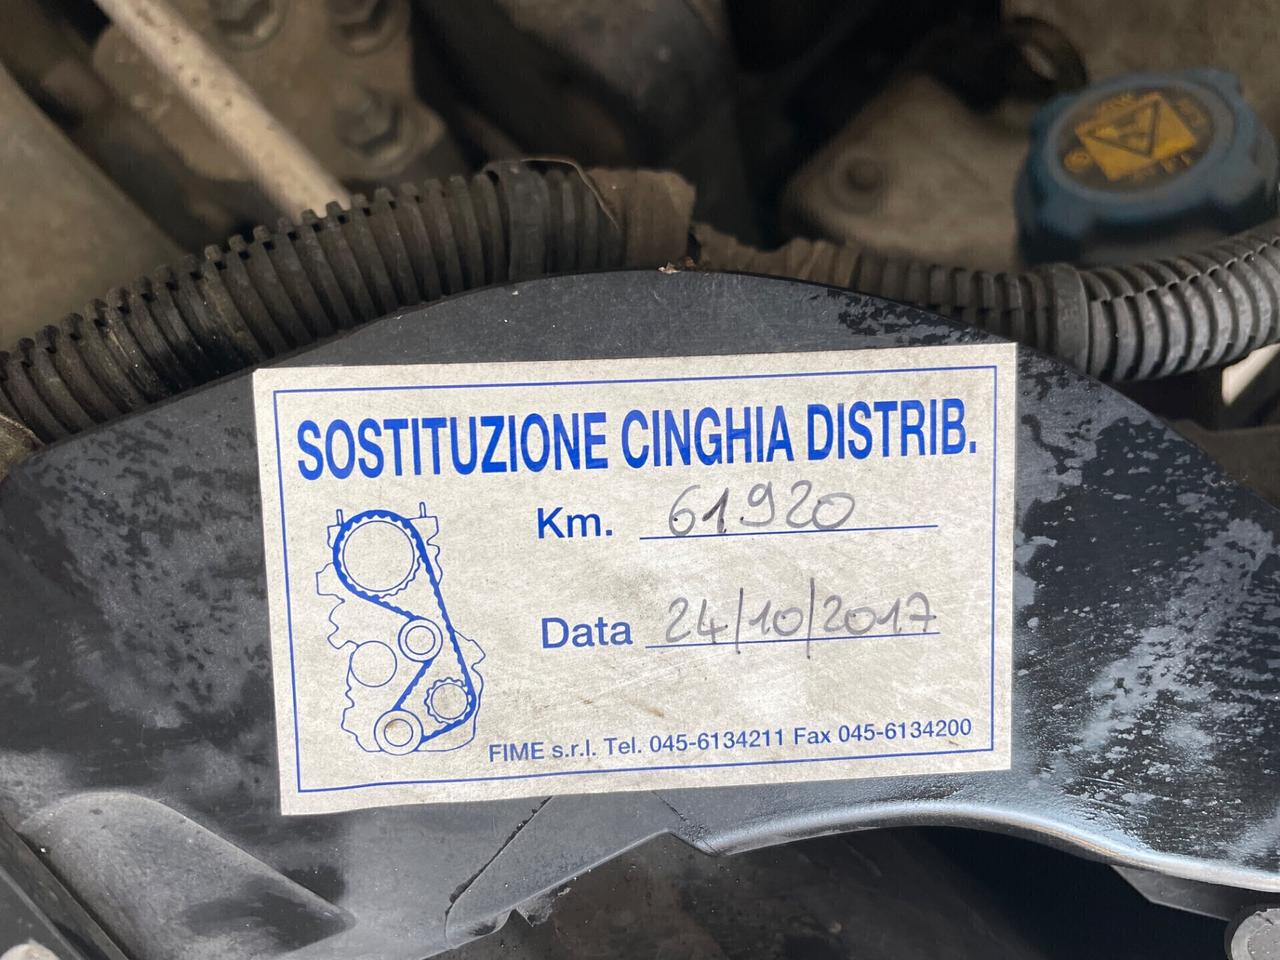 SOSTITUZIONE CINGHIA DISTRIB.
Km. 61920
Data 24/10/2017
FIME s.r.l. Tel. 045-6134211 Fax 045-6134200